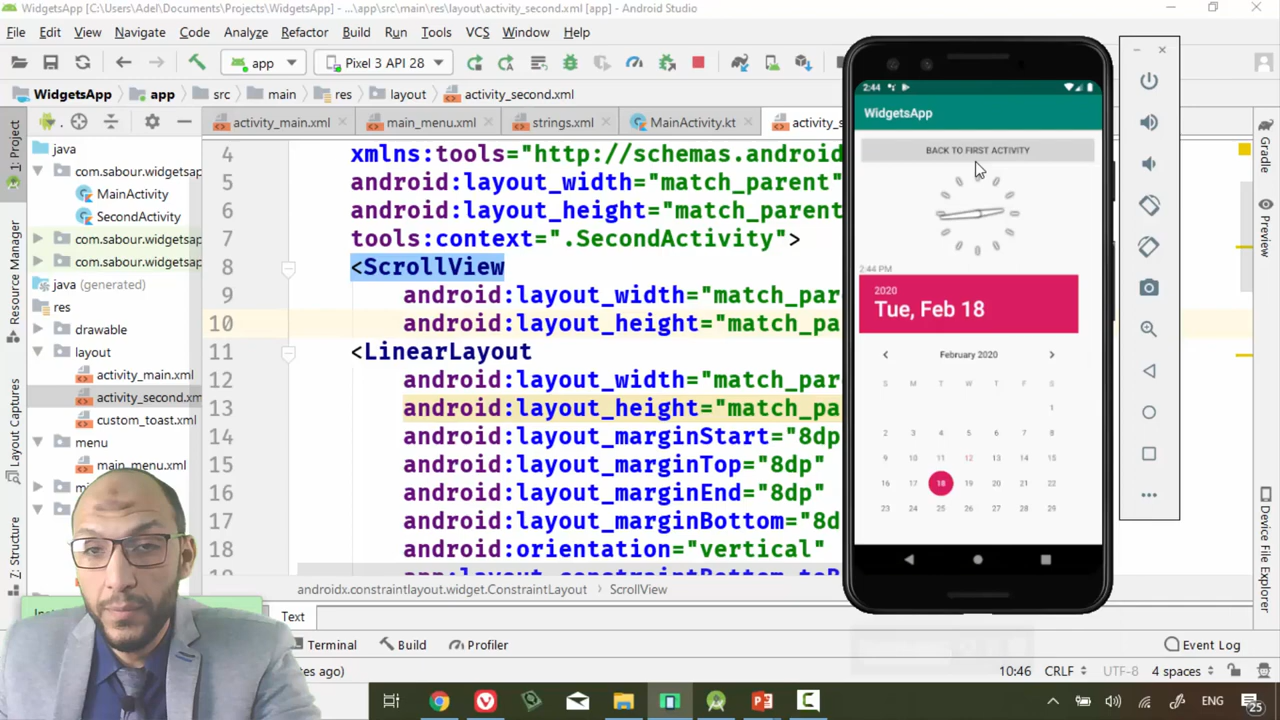 WidgetsApp [C:\Users\Adel\Documents\Projects\WidgetsApp] - ...\app\src\main\res\layout\activity_second.xml [app] - Android Studio
File Edit View Navigate Code Analyze Refactor Build Run Tools VCS Window Help
app Pixel 3 API 28
WidgetsApp app src main res layout activity_second.xml
activity_main.xml main_menu.xml strings.xml MainActivity.kt activity_s
1: Project
Resource Manager
Layout Captures
Z: Structure
java
com.sabour.widgetsap
MainActivity
SecondActivity
com.sabour.widgetsap
com.sabour.widgetsap
java (generated)
res
drawable
layout
activity_main.xml
activity_second.xm
custom_toast.xml
menu
main_menu.xml
mi
4 xmlns:tools="http://schemas.android
5 android:layout_width="match_parent"
6 android:layout_height="match_parent
7 tools:context=".SecondActivity">
8 <ScrollView
9 android:layout_width="match_par
10 android:layout_height="match_pa
11 <LinearLayout
12 android:layout_width="match_par
13 android:layout_height="match_pa
14 android:layout_marginStart="8dp
15 android:layout_marginTop="8dp"
16 android:layout_marginEnd="8dp"
17 android:layout_marginBottom="8d
18 android:orientation="vertical"
app:layout_constraintBottom_toB
androidx.constraintlayout.widget.ConstraintLayout ScrollView
Text
2:44
WidgetsApp
BACK TO FIRST ACTIVITY
2:44 PM
2020
Tue, Feb 18
February 2020
S M T W T F S
1
2 3 4 5 6 7 8
9 10 11 12 13 14 15
16 17 18 19 20 21 22
23 24 25 26 27 28 29
Gradle
Preview
Device File Explorer
Terminal Build Profiler Event Log
tes ago) 10:46 CRLF UTF-8 4 spaces
ENG 25